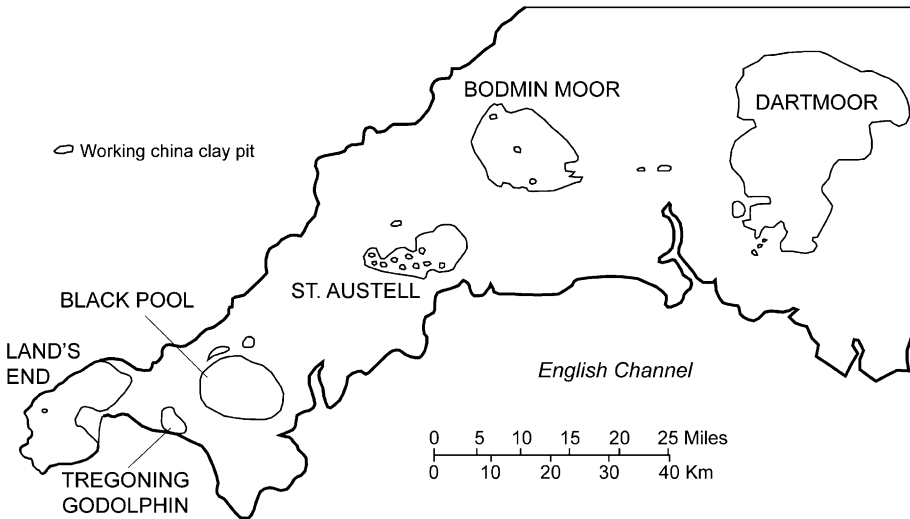 BODMIN MOOR
DARTMOOR
Working china clay pit
ST. AUSTELL
BLACK POOL
LAND'S
END
English Channel
0 5 10 15 20 25 Miles
0 10 20 30 40 Km
TREGONING
GODOLPHIN